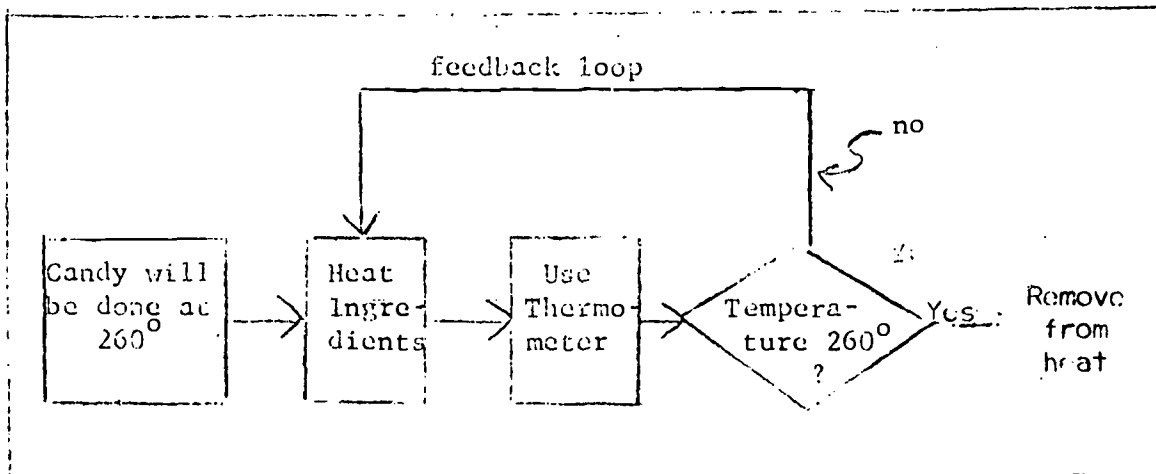 feedback loop
no
Candy will
be done at
260°
Heat
Ingre-
dients
Use
Thermo-
meter
Tempera-
ture 260°
?
Yes
Remove
from
heat